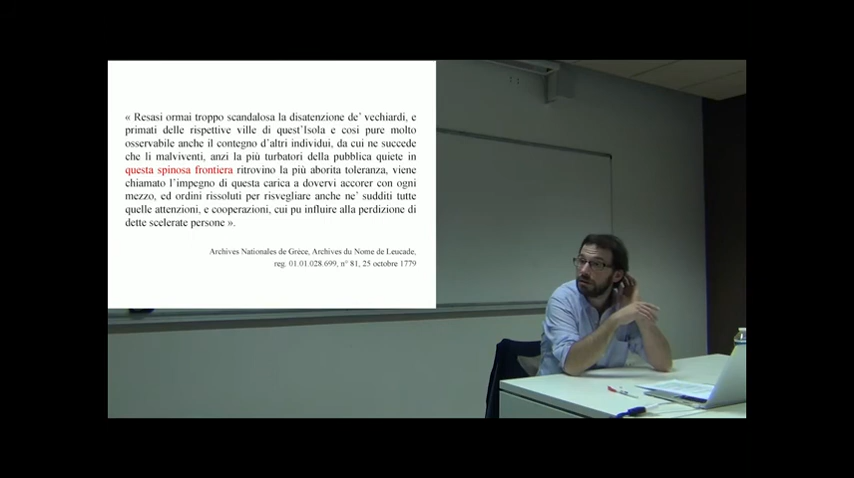 « Resasi ormai troppo scandalosa la disatenzione de' vechiardi, e
primati delle rispettive ville di quest'Isola e cosi pure molto
osservabile anche il contegno d'altri individui, da cui ne succede
che li malviventi, anzi la più turbatori della pubblica quiete in
questa spinosa frontiera ritrovino la più aborita toleranza, viene
chiamato l'impegno di questa carica a dovervi accorer con ogni
mezzo, ed ordini rissoluti per risvegliare anche ne' sudditi tutte
quelle attenzioni, e cooperazioni, cui pu influire alla perdizione di
dette scelerate persone ».
Archives Nationales de Grèce, Archives du Nome de Leucade,
reg. 01.01.028.699, n° 81, 25 octobre 1779